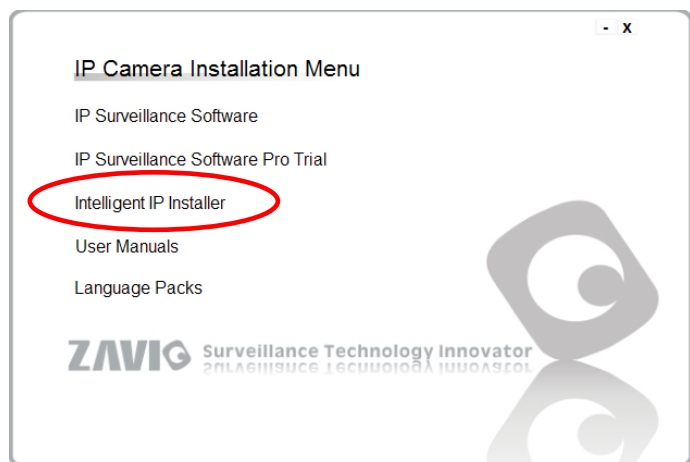 - X
IP Camera Installation Menu
IP Surveillance Software
IP Surveillance Software Pro Trial
Intelligent IP Installer
User Manuals
Language Packs
ZAVIO Surveillance Technology Innovator